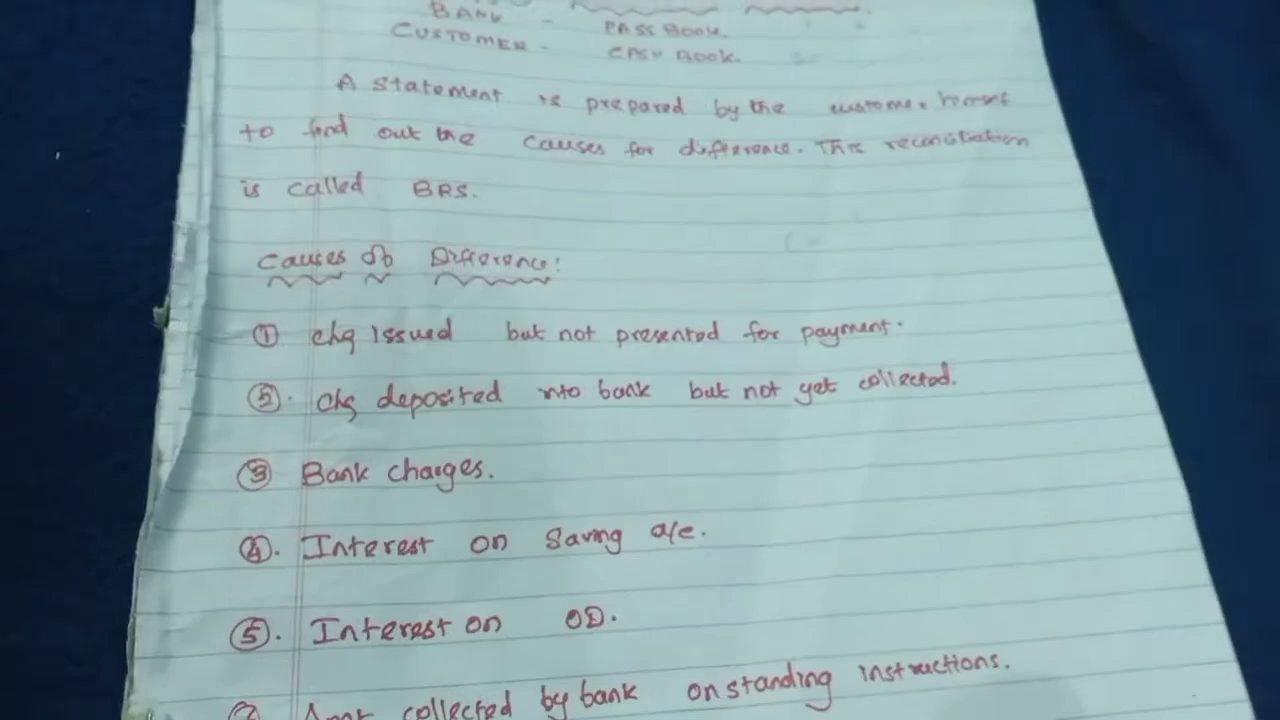 BANK - PASS BOOK
CUSTOMER - CASH BOOK
A statement is prepared by the customer himself
to find out the causes for difference. This reconciliation
is called BRS.
Causes of Difference:
① chq issued but not presented for payment.
②. chq deposited into bank but not yet collected.
③ Bank charges.
④. Interest on Saving a/c.
⑤. Interest on OD.
collected by bank on standing instructions.